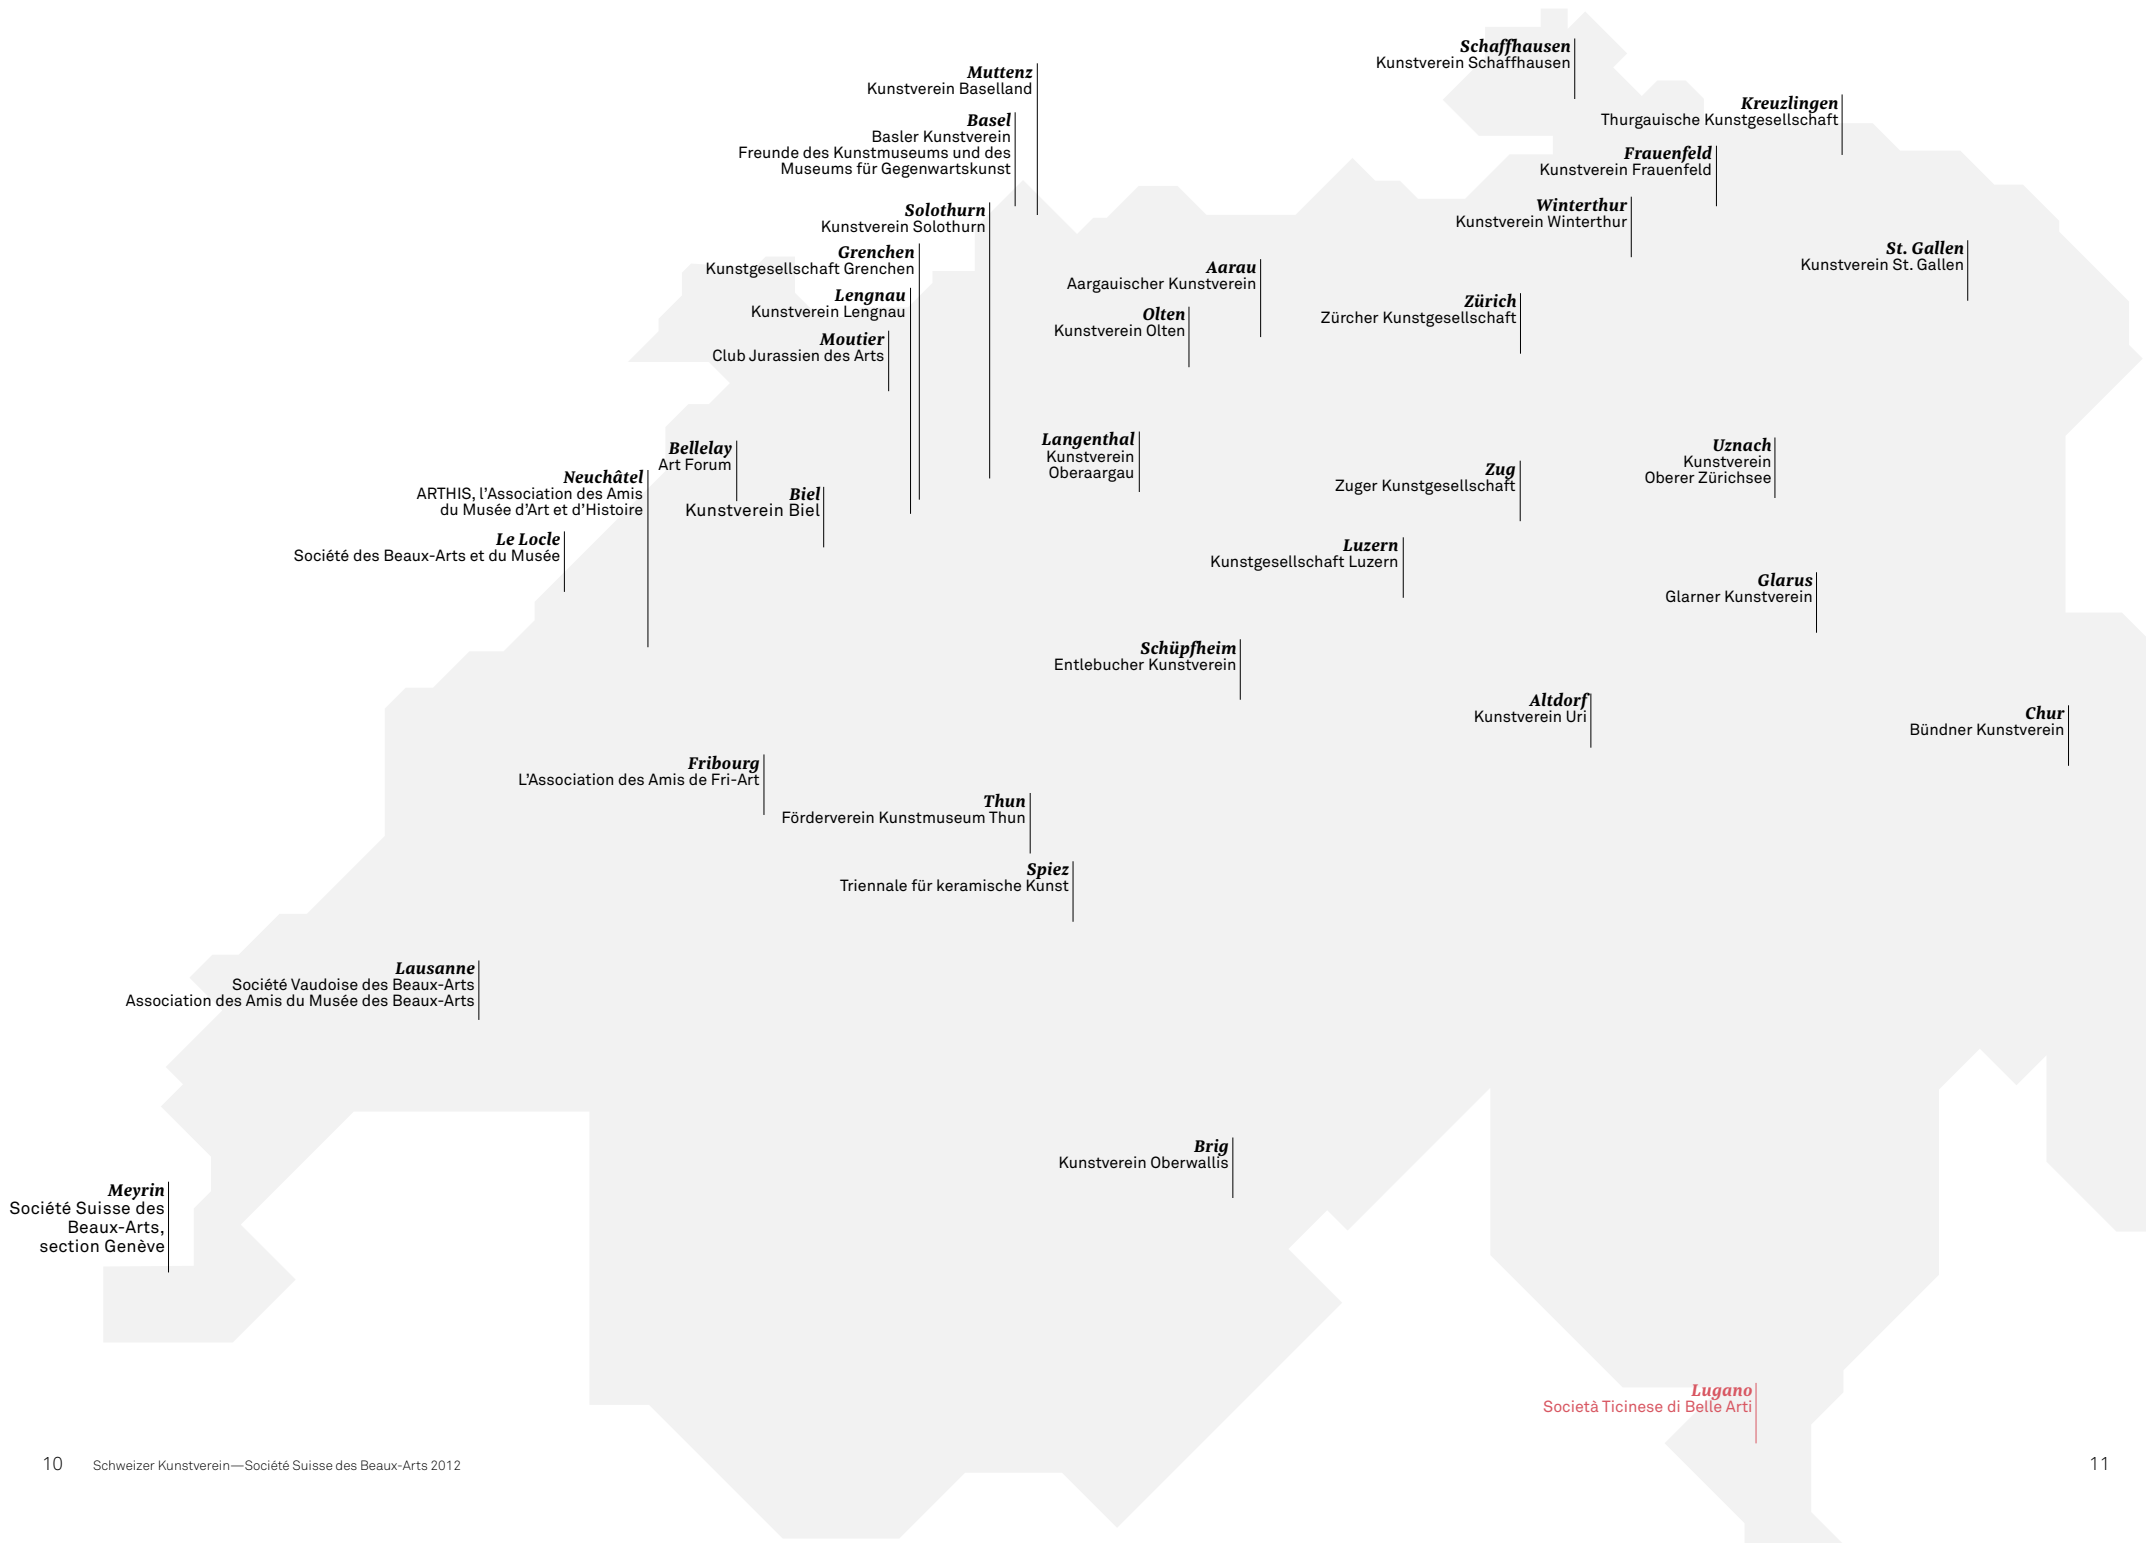 Schaffhausen
Kunstverein Schaffhausen
Muttenz
Kunstverein Baselland
Kreuzlingen
Thurgauische Kunstgesellschaft
Basel
Basler Kunstverein
Freunde des Kunstmuseums und des
Museums für Gegenwartskunst
Frauenfeld
Kunstverein Frauenfeld
Winterthur
Kunstverein Winterthur
Solothurn
Kunstverein Solothurn
St. Gallen
Kunstverein St. Gallen
Grenchen
Kunstgesellschaft Grenchen
Aarau
Aargauischer Kunstverein
Lengnau
Kunstverein Lengnau
Zürich
Zürcher Kunstgesellschaft
Olten
Kunstverein Olten
Moutier
Club Jurassien des Arts
Langenthal
Kunstverein
Oberaargau
Bellelay
Art Forum
Uznach
Kunstverein
Oberer Zürichsee
Zug
Zuger Kunstgesellschaft
Neuchâtel
ARTHIS, l’Association des Amis
du Musée d’Art et d’Histoire
Biel
Kunstverein Biel
Le Locle
Société des Beaux-Arts et du Musée
Luzern
Kunstgesellschaft Luzern
Glarus
Glarner Kunstverein
Schüpfheim
Entlebucher Kunstverein
Altdorf
Kunstverein Uri
Chur
Bündner Kunstverein
Fribourg
L’Association des Amis de Fri-Art
Thun
Förderverein Kunstmuseum Thun
Spiez
Triennale für keramische Kunst
Lausanne
Société Vaudoise des Beaux-Arts
Association des Amis du Musée des Beaux-Arts
Brig
Kunstverein Oberwallis
Meyrin
Société Suisse des
Beaux-Arts,
section Genève
Lugano
Società Ticinese di Belle Arti
10 Schweizer Kunstverein—Société Suisse des Beaux-Arts 2012
11